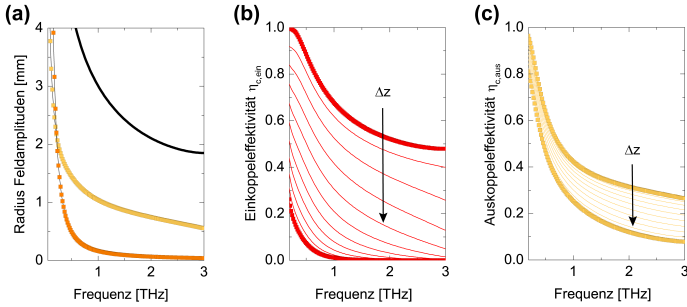 (a)
Radius Feldamplituden [mm]
4
3
2
1
0
1
2
3
Frequenz [THz]
(b)
Einkoppeleffektivität η_c,ein
1.0
0.8
0.6
0.4
0.2
0.0
Δz
1
2
3
Frequenz [THz]
(c)
Auskoppeleffektivität η_c,aus
1.0
0.8
0.6
0.4
0.2
0.0
Δz
1
2
3
Frequenz [THz]